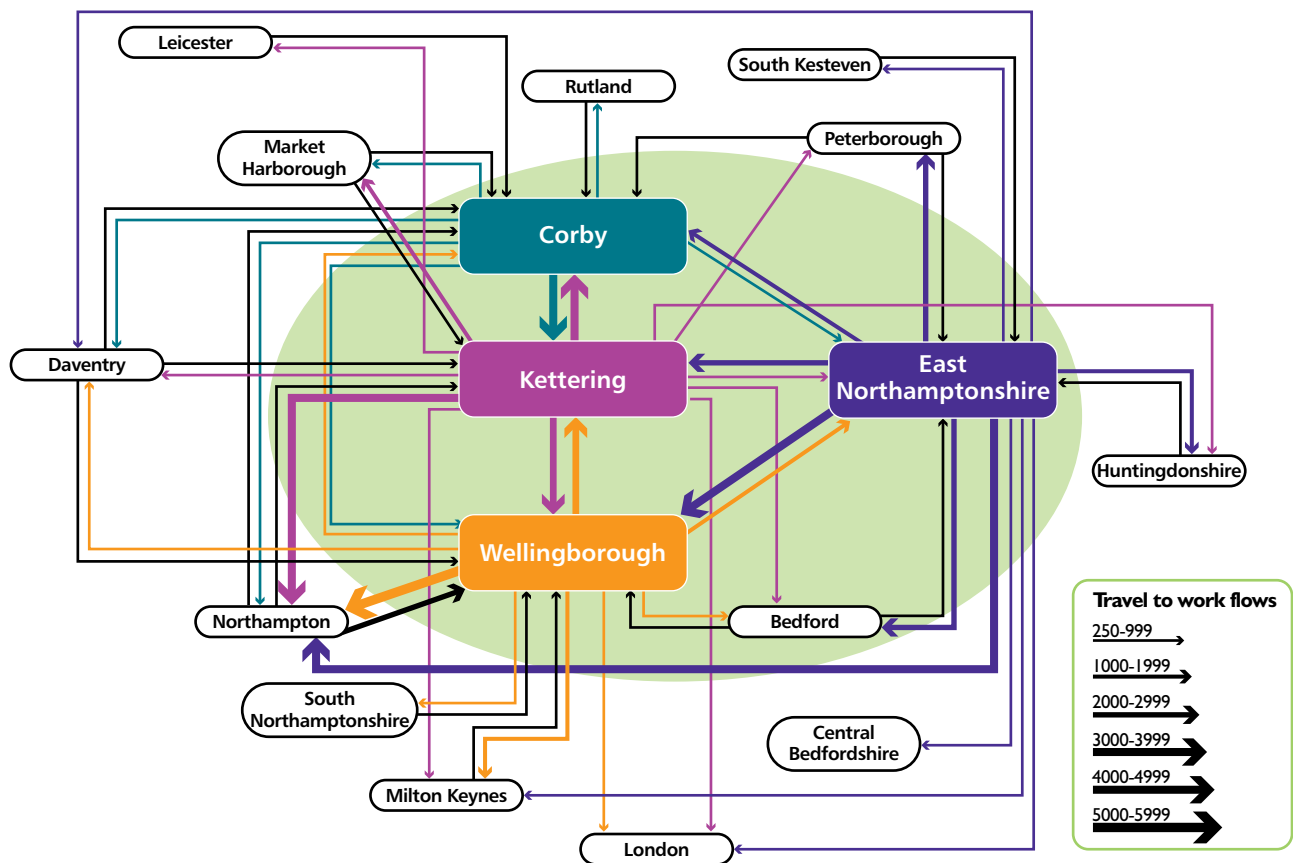 Leicester
South Kesteven
Rutland
Peterborough
Market
Harborough
Corby
Daventry
Kettering
East
Northamptonshire
Huntingdonshire
Wellingborough
Northampton
Bedford
South
Northamptonshire
Central
Bedfordshire
Milton Keynes
London
Travel to work flows
250-999
1000-1999
2000-2999
3000-3999
4000-4999
5000-5999